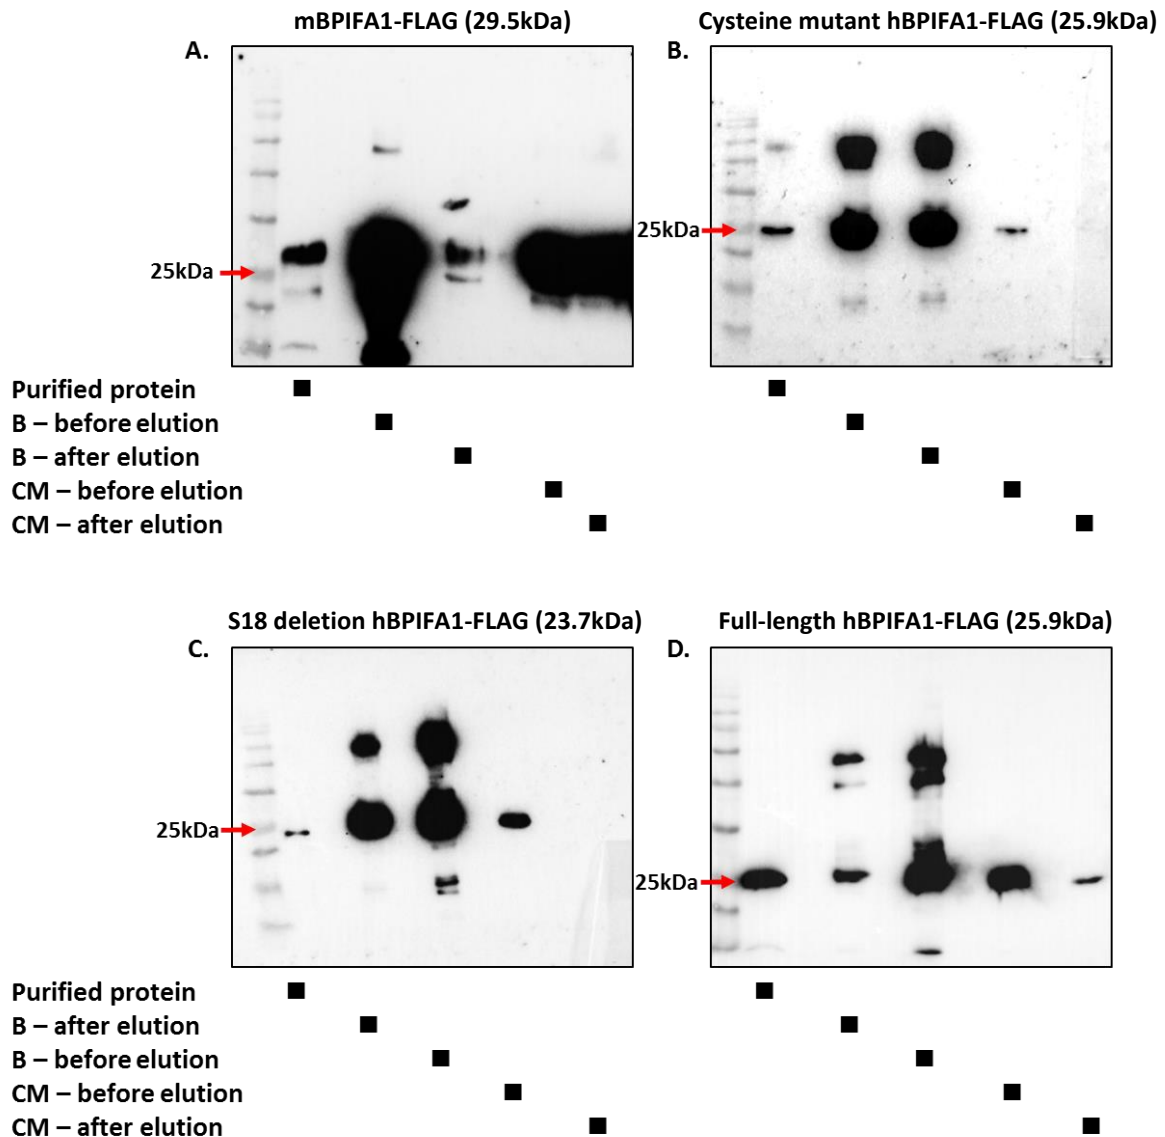 mBPIFA1-FLAG (29.5kDa)
Cysteine mutant hBPIFA1-FLAG (25.9kDa)
A.
B.
25kDa
25kDa
Purified protein
B – before elution
B – after elution
CM – before elution
CM – after elution
S18 deletion hBPIFA1-FLAG (23.7kDa)
Full-length hBPIFA1-FLAG (25.9kDa)
C.
D.
25kDa
25kDa
Purified protein
B – after elution
B – before elution
CM – before elution
CM – after elution